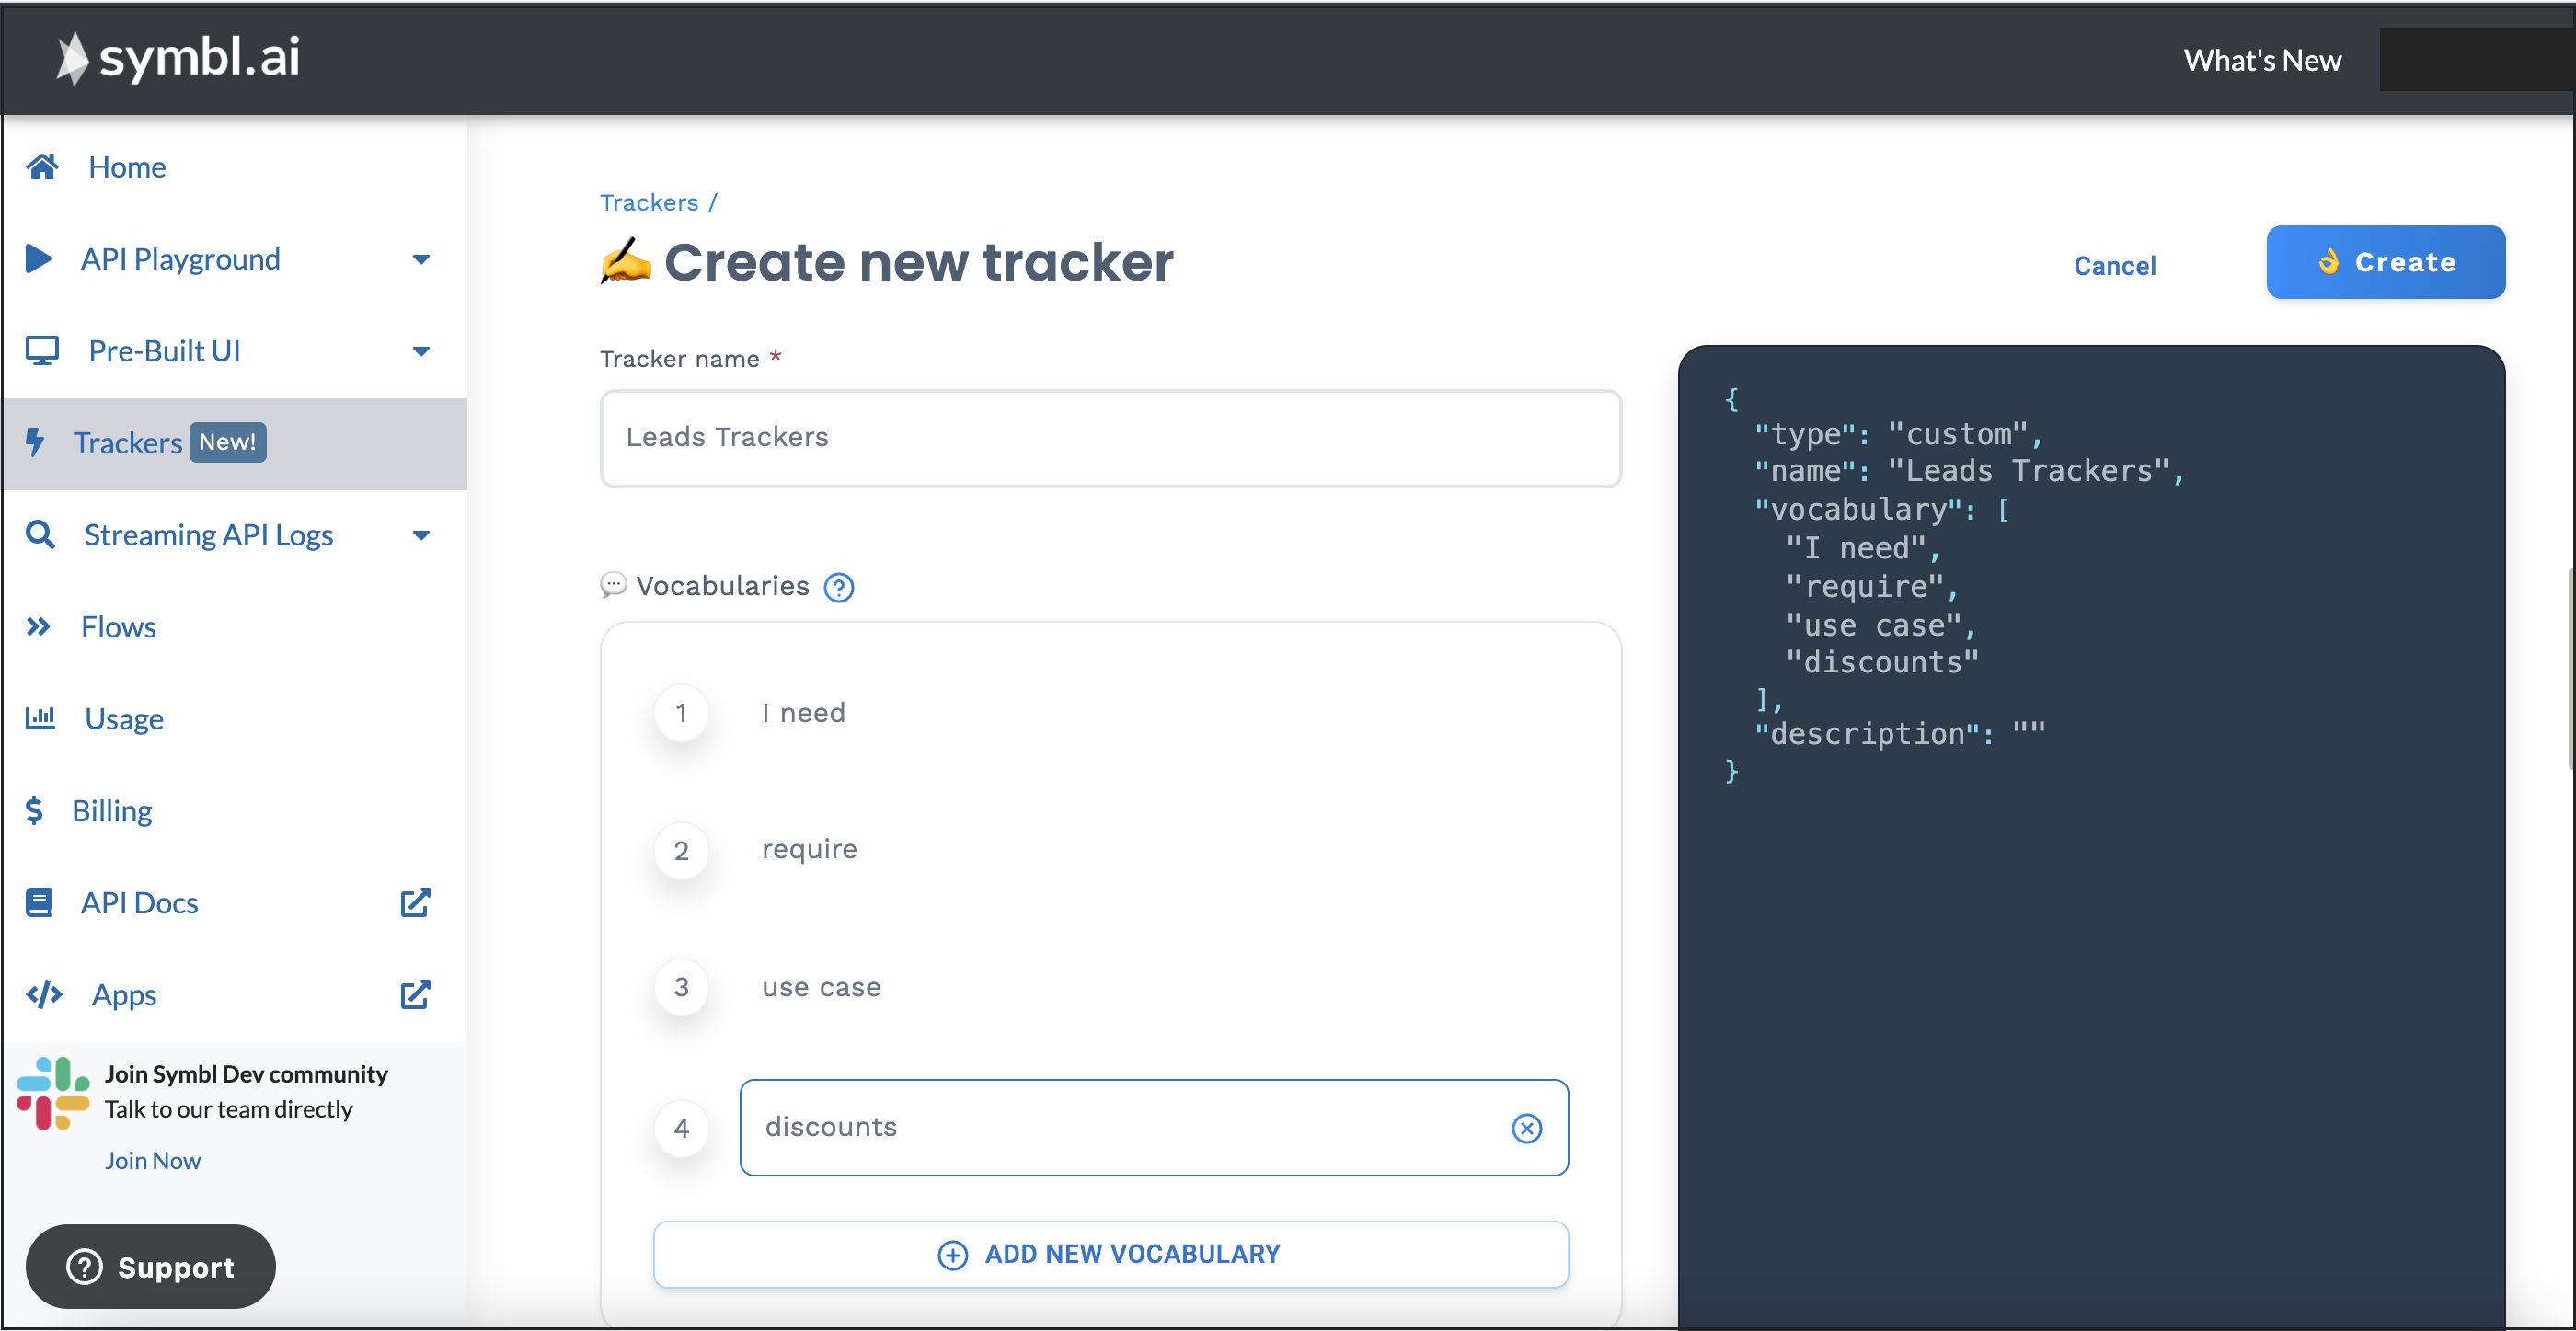 symbl.ai
What's New
Home
API Playground
Pre-Built UI
Trackers New!
Streaming API Logs
Flows
Usage
Billing
API Docs
Apps
Join Symbl Dev community
Talk to our team directly
Join Now
Support
Trackers /
Create new tracker
Cancel
Create
Tracker name *
Leads Trackers
Vocabularies ?
1 I need
2 require
3 use case
4 discounts
ADD NEW VOCABULARY
{
"type": "custom",
"name": "Leads Trackers",
"vocabulary": [
"I need",
"require",
"use case",
"discounts"
],
"description": ""
}